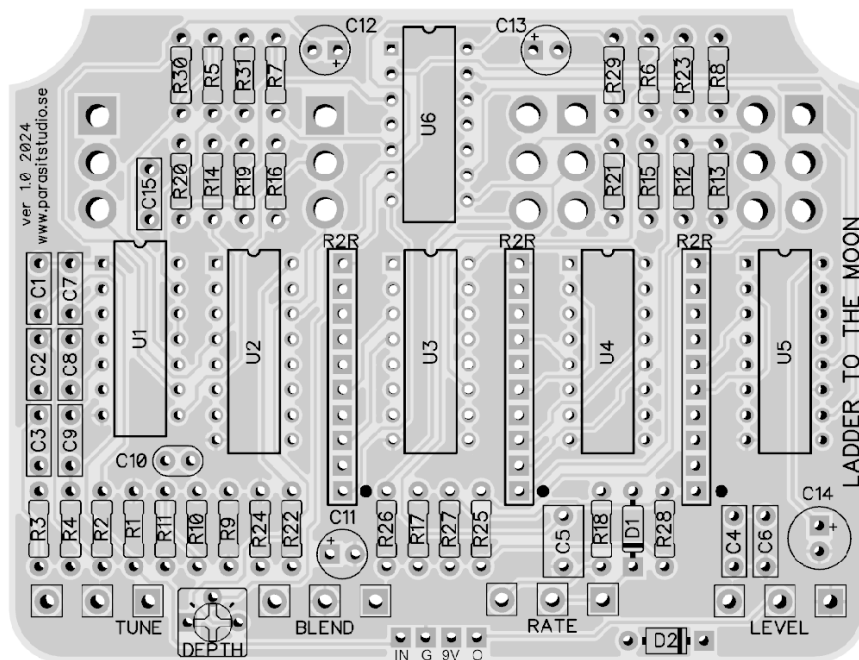 C12
C13
R30
R5
R31
R7
U6
R29
R6
R23
R8
ver 1.0 2024
www.parasitstudio.se
C15
R20
R14
R19
R16
R21
R15
R12
R13
R2R
R2R
C1
C7
U1
U2
U3
U4
U5
C2
C8
C3
C9
C10
LADDER TO THE MOON
R3
R4
R2
R1
R11
R10
R9
R24
R22
C11
R26
R17
R27
R25
C5
R18
D1
R28
C4
C6
C14
TUNE
DEPTH
BLEND
RATE
LEVEL
IN G 9V O
D2